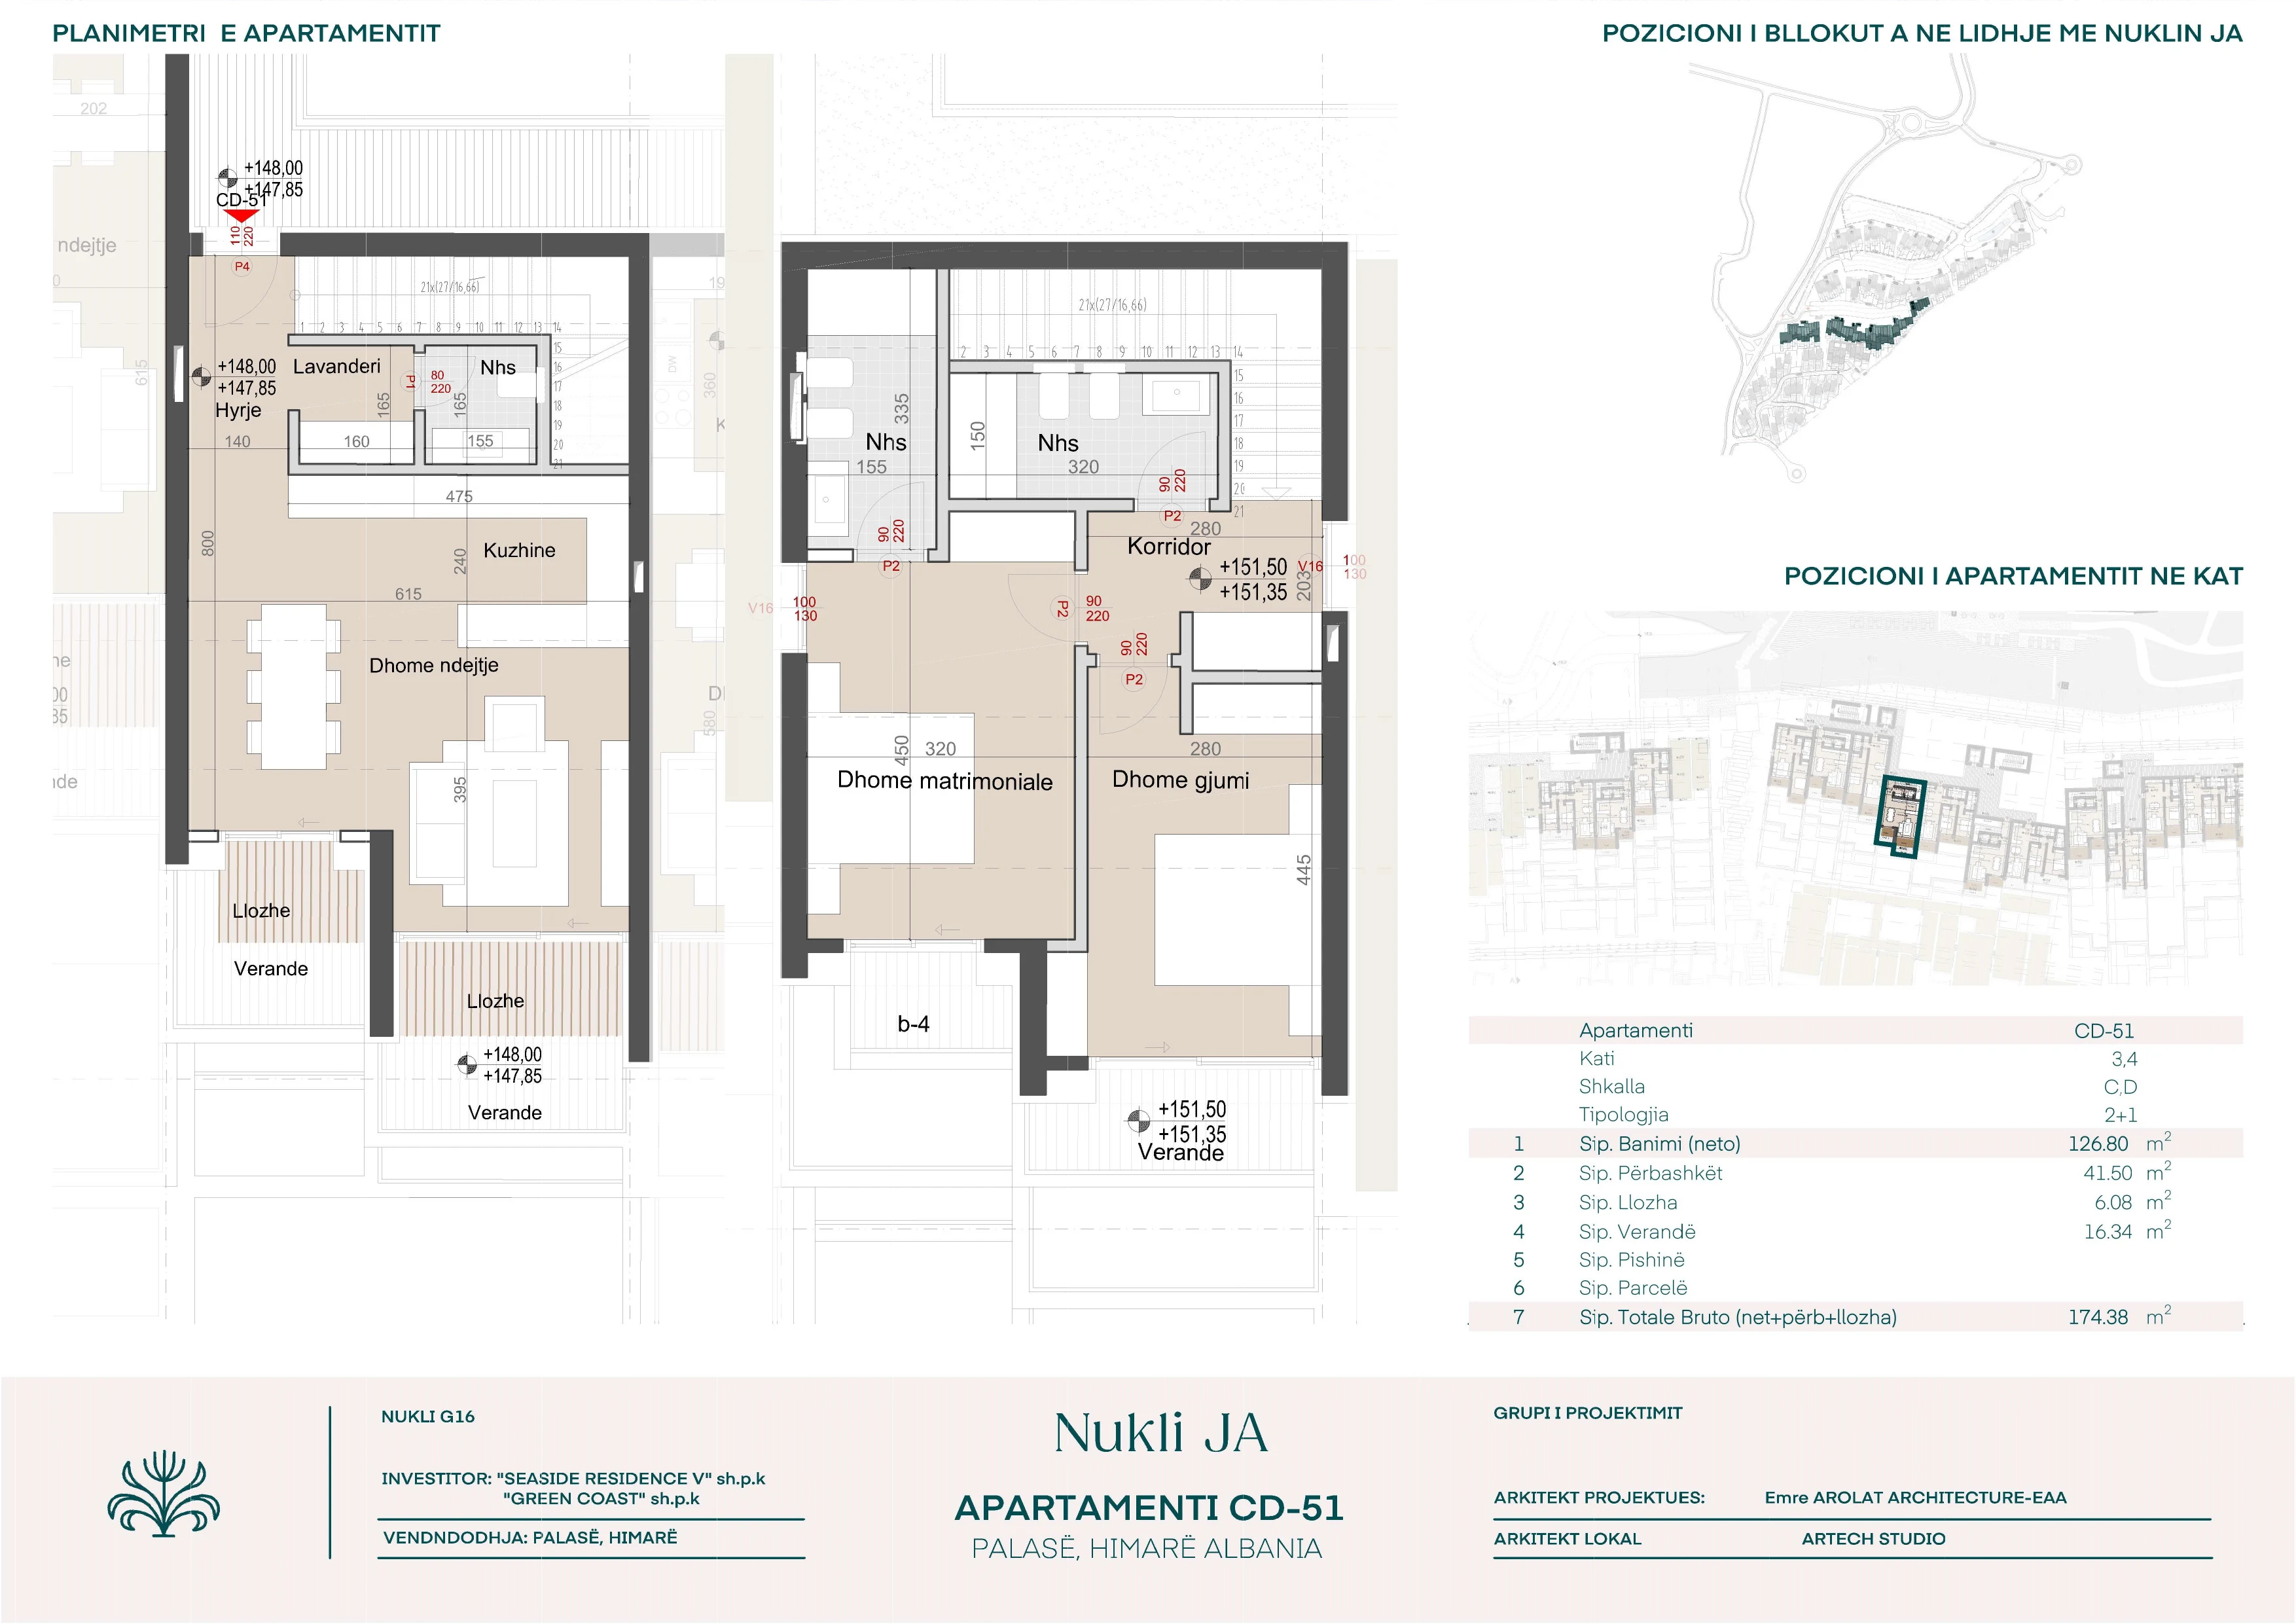 PLANIMETRI E APARTAMENTIT
POZICIONI I BLLOKUT A NE LIDHJE ME NUKLIN JA
202
+148,00
+147,85
CD-51
110
220
P4
ndejtje
615
21x(27/16,66)
1 2 3 4 5 6 7 8 9 10 11 12 13 14
15
16
17
18
19
20
21
+148,00
+147,85
Hyrje
Lavanderi
P1
80
220
Nhs
165
165
140
160
155
475
800
240
Kuzhine
615
Dhome ndejtje
395
Llozhe
Verande
Llozhe
+148,00
+147,85
Verande
19
DW
360
K
580
21x(27/16,66)
2 3 4 5 6 7 8 9 10 11 12 13 14
15
16
17
18
19
20
21
335
Nhs
155
150
Nhs
320
90
220
P2
90
220
P2
280
Korridor
+151,50
+151,35
V16
100
130
203
V16
100
130
P2
90
220
90
220
P2
450
320
280
Dhome matrimoniale
Dhome gjumi
445
b-4
+151,50
+151,35
Verande
POZICIONI I APARTAMENTIT NE KAT
Apartamenti CD-51
Kati 3,4
Shkalla C,D
Tipologjia 2+1
1 Sip. Banimi (neto) 126.80 m²
2 Sip. Përbashkët 41.50 m²
3 Sip. Llozha 6.08 m²
4 Sip. Verandë 16.34 m²
5 Sip. Pishinë
6 Sip. Parcelë
7 Sip. Totale Bruto (net+përb+llozha) 174.38 m²
NUKLI G16
INVESTITOR: "SEASIDE RESIDENCE V" sh.p.k
"GREEN COAST" sh.p.k
VENDNDODHJA: PALASË, HIMARË
Nukli JA
APARTAMENTI CD-51
PALASË, HIMARË ALBANIA
GRUPI I PROJEKTIMIT
ARKITEKT PROJEKTUES: Emre AROLAT ARCHITECTURE-EAA
ARKITEKT LOKAL ARTECH STUDIO